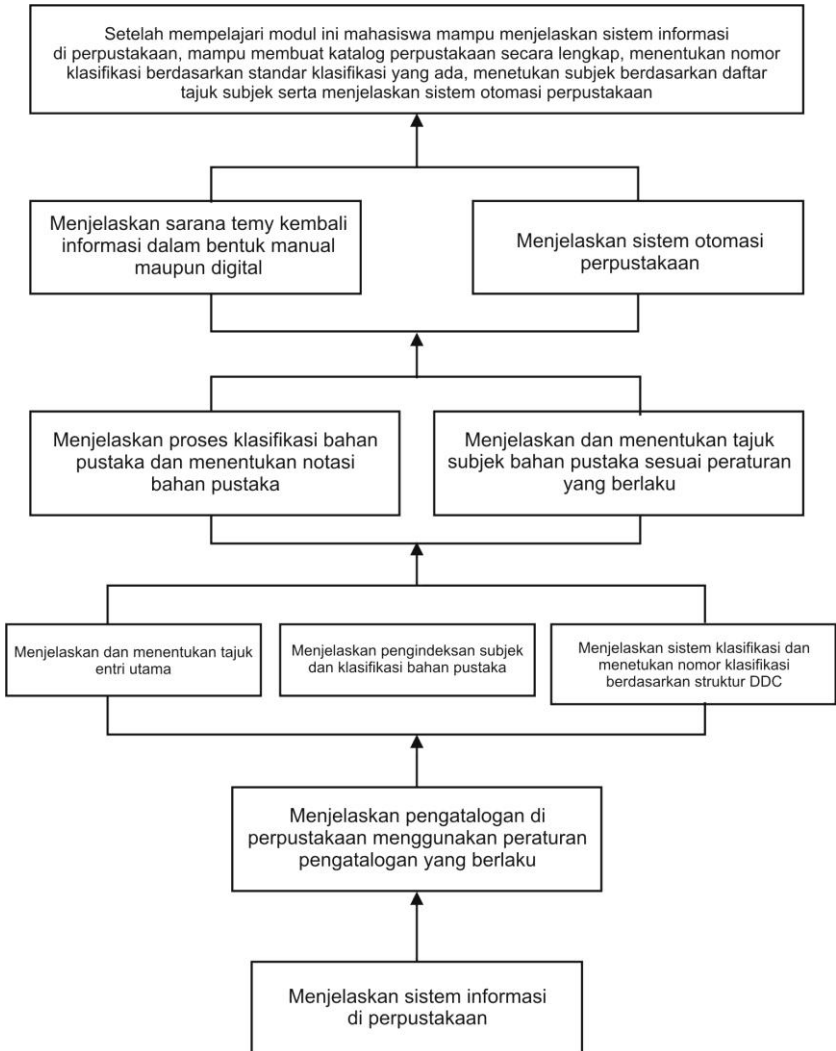 Setelah mempelajari modul ini mahasiswa mampu menjelaskan sistem informasi
di perpustakaan, mampu membuat katalog perpustakaan secara lengkap, menentukan nomor
klasifikasi berdasarkan standar klasifikasi yang ada, menetukan subjek berdasarkan daftar
tajuk subjek serta menjelaskan sistem otomasi perpustakaan
Menjelaskan sarana temy kembali
informasi dalam bentuk manual
maupun digital
Menjelaskan sistem otomasi
perpustakaan
Menjelaskan proses klasifikasi bahan
pustaka dan menentukan notasi
bahan pustaka
Menjelaskan dan menentukan tajuk
subjek bahan pustaka sesuai peraturan
yang berlaku
Menjelaskan dan menentukan tajuk
entri utama
Menjelaskan pengindeksan subjek
dan klasifikasi bahan pustaka
Menjelaskan sistem klasifikasi dan
menetukan nomor klasifikasi
berdasarkan struktur DDC
Menjelaskan pengatalogan di
perpustakaan menggunakan peraturan
pengatalogan yang berlaku
Menjelaskan sistem informasi
di perpustakaan